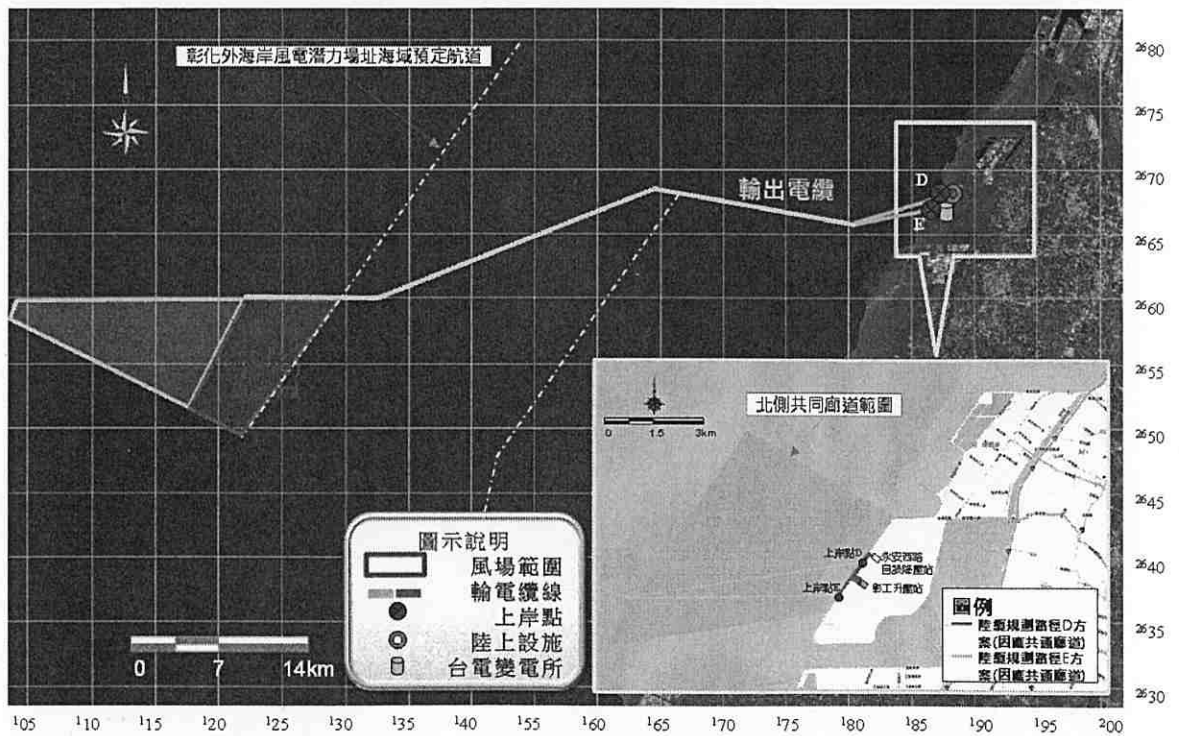 彰化外海岸風電潛力場址海域預定航道
輸出電纜
D
E
²⁶80
²⁶75
²⁶70
²⁶65
²⁶60
²⁶55
²⁶50
²⁶45
²⁶40
²⁶35
²⁶30
北側共同廊道範圍
0 1.5 3km
上岸點D
永安西路
自設降壓站
彰工升壓站
上岸點E
圖例
陸纜規劃路徑D方
案(因應共通廊道)
陸纜規劃路徑E方
案(因應共通廊道)
圖示說明
風場範圍
輸電纜線
上岸點
陸上設施
台電變電所
0 7 14km
¹05 ¹10 ¹15 ¹20 ¹25 ¹30 ¹35 ¹40 ¹45 ¹50 ¹55 ¹60 ¹65 ¹70 ¹75 ¹80 ¹85 ¹90 ¹95 ²00